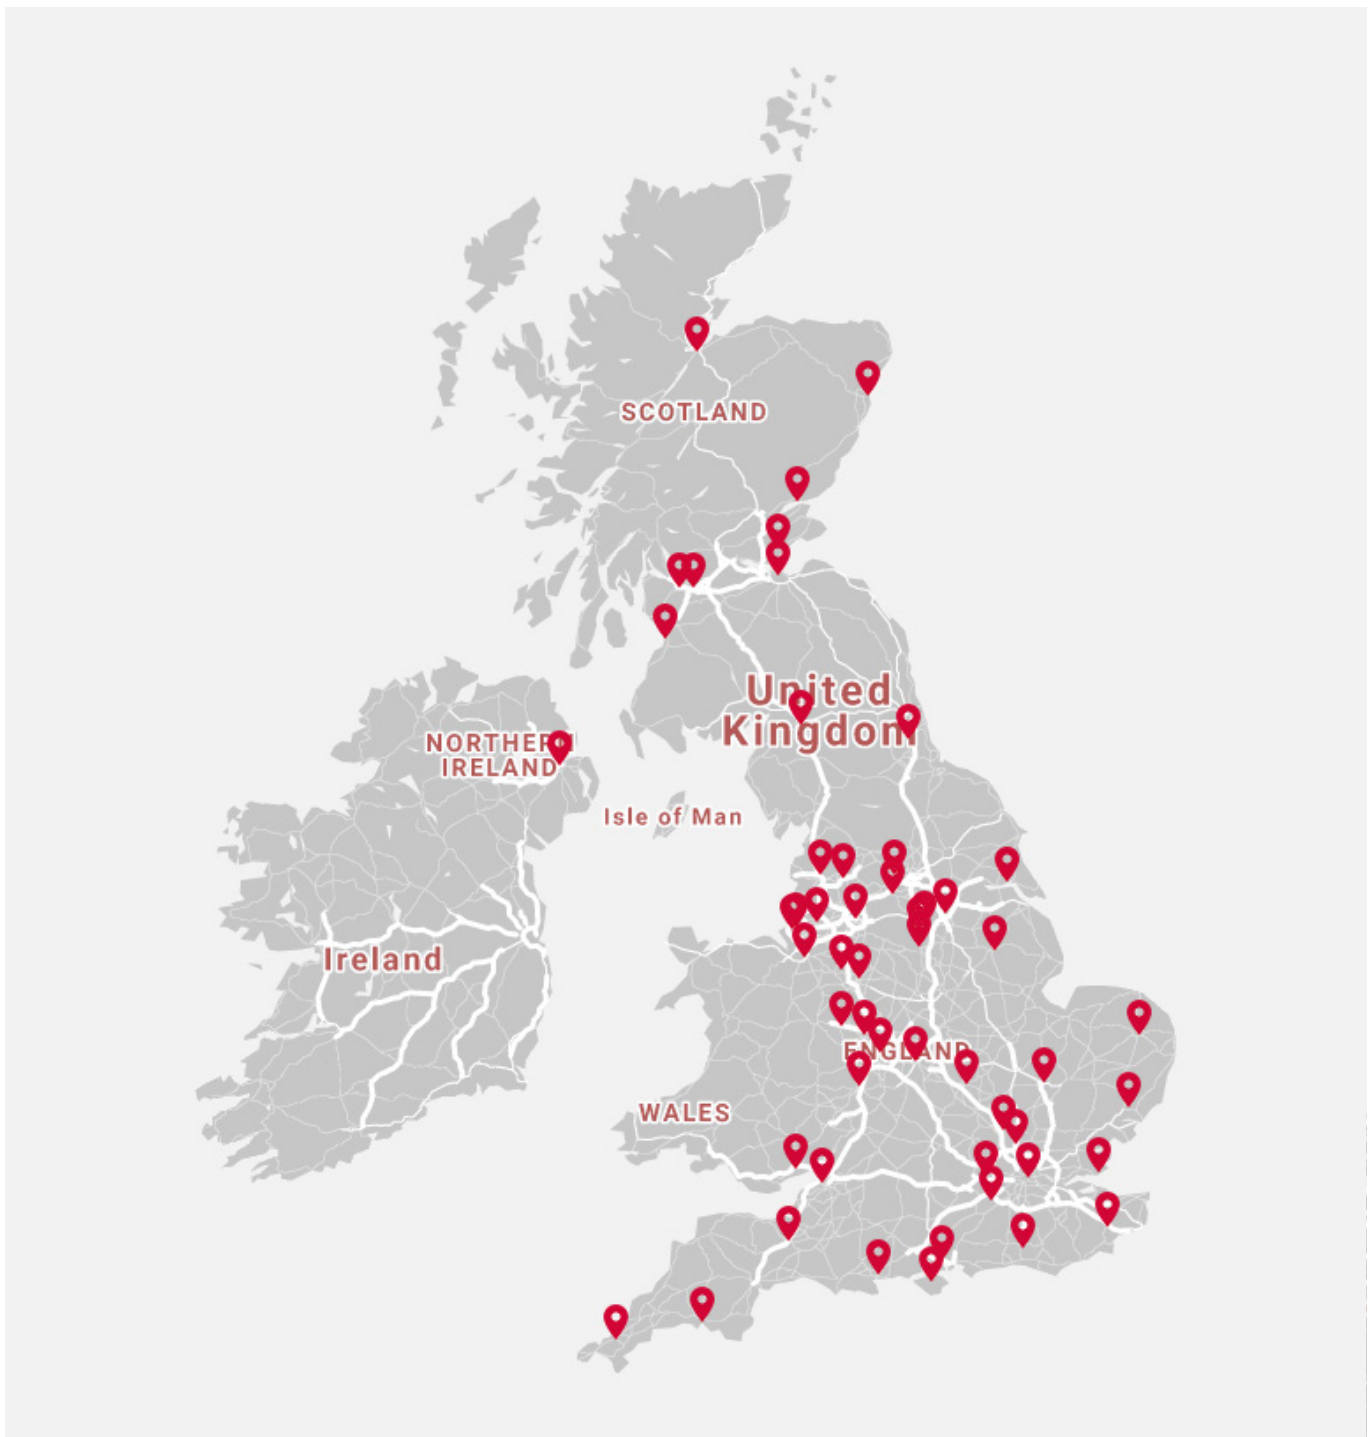 SCOTLAND
United
Kingdom
NORTHERN
IRELAND
Isle of Man
Ireland
ENGLAND
WALES